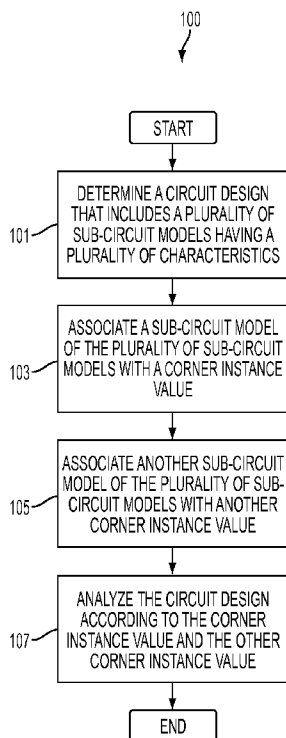 100
START
DETERMINE A CIRCUIT DESIGN
THAT INCLUDES A PLURALITY OF
SUB-CIRCUIT MODELS HAVING A
PLURALITY OF CHARACTERISTICS
101
ASSOCIATE A SUB-CIRCUIT MODEL
OF THE PLURALITY OF SUB-CIRCUIT
MODELS WITH A CORNER INSTANCE
VALUE
103
ASSOCIATE ANOTHER SUB-CIRCUIT
MODEL OF THE PLURALITY OF SUB-
CIRCUIT MODELS WITH ANOTHER
CORNER INSTANCE VALUE
105
ANALYZE THE CIRCUIT DESIGN
ACCORDING TO THE CORNER
INSTANCE VALUE AND THE OTHER
CORNER INSTANCE VALUE
107
END